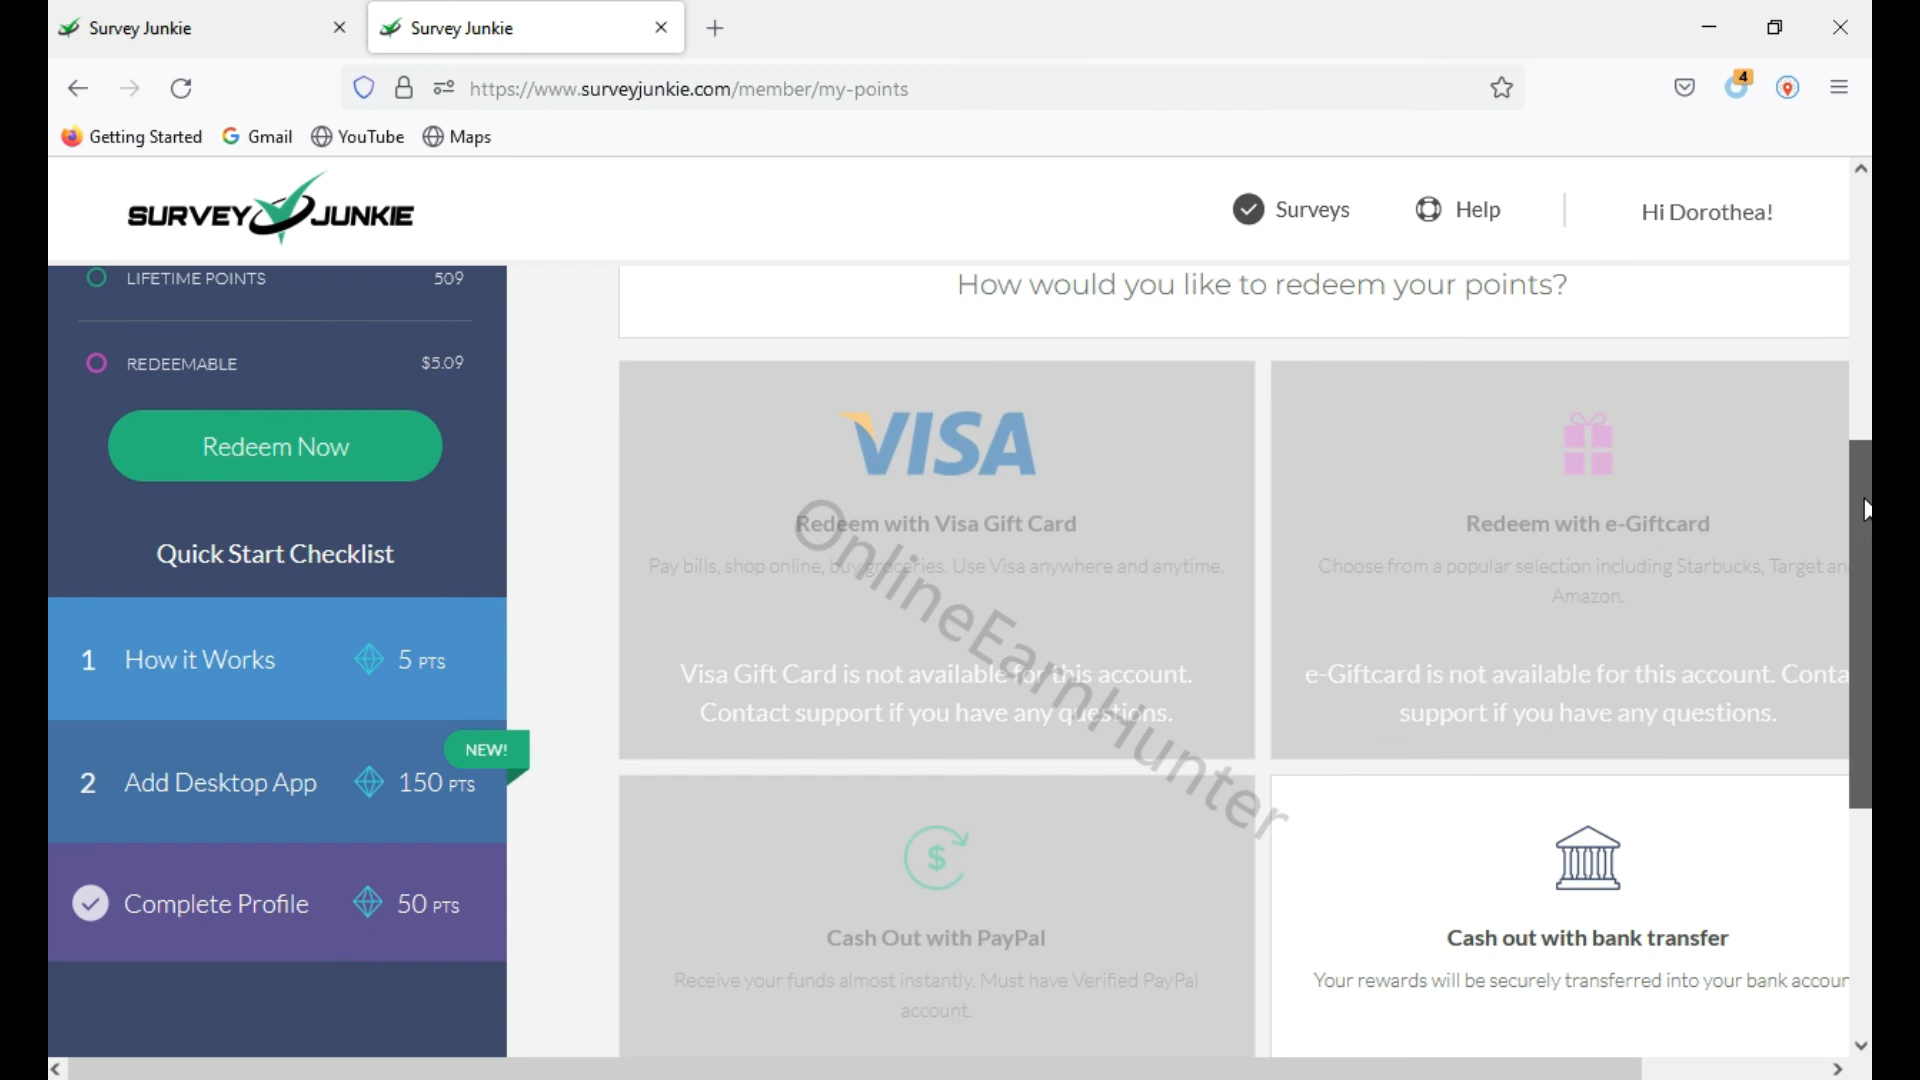 Survey Junkie
Survey Junkie
https://www.surveyjunkie.com/member/my-points
4
Getting Started
Gmail
YouTube
Maps
SURVEY JUNKIE
Surveys
Help
Hi Dorothea!
LIFETIME POINTS 509
REDEEMABLE $5.09
Redeem Now
Quick Start Checklist
1 How it Works 5 PTS
NEW!
2 Add Desktop App 150 PTS
Complete Profile 50 PTS
How would you like to redeem your points?
VISA
Redeem with Visa Gift Card
Pay bills, shop online, buy groceries. Use Visa anywhere and anytime.
Visa Gift Card is not available for this account.
Contact support if you have any questions.
Redeem with e-Giftcard
Choose from a popular selection including Starbucks, Target an
Amazon.
e-Giftcard is not available for this account. Conta
support if you have any questions.
$
Cash Out with PayPal
Receive your funds almost instantly. Must have Verified PayPal
account.
Cash out with bank transfer
Your rewards will be securely transferred into your bank accour
OnlineEarnHunter